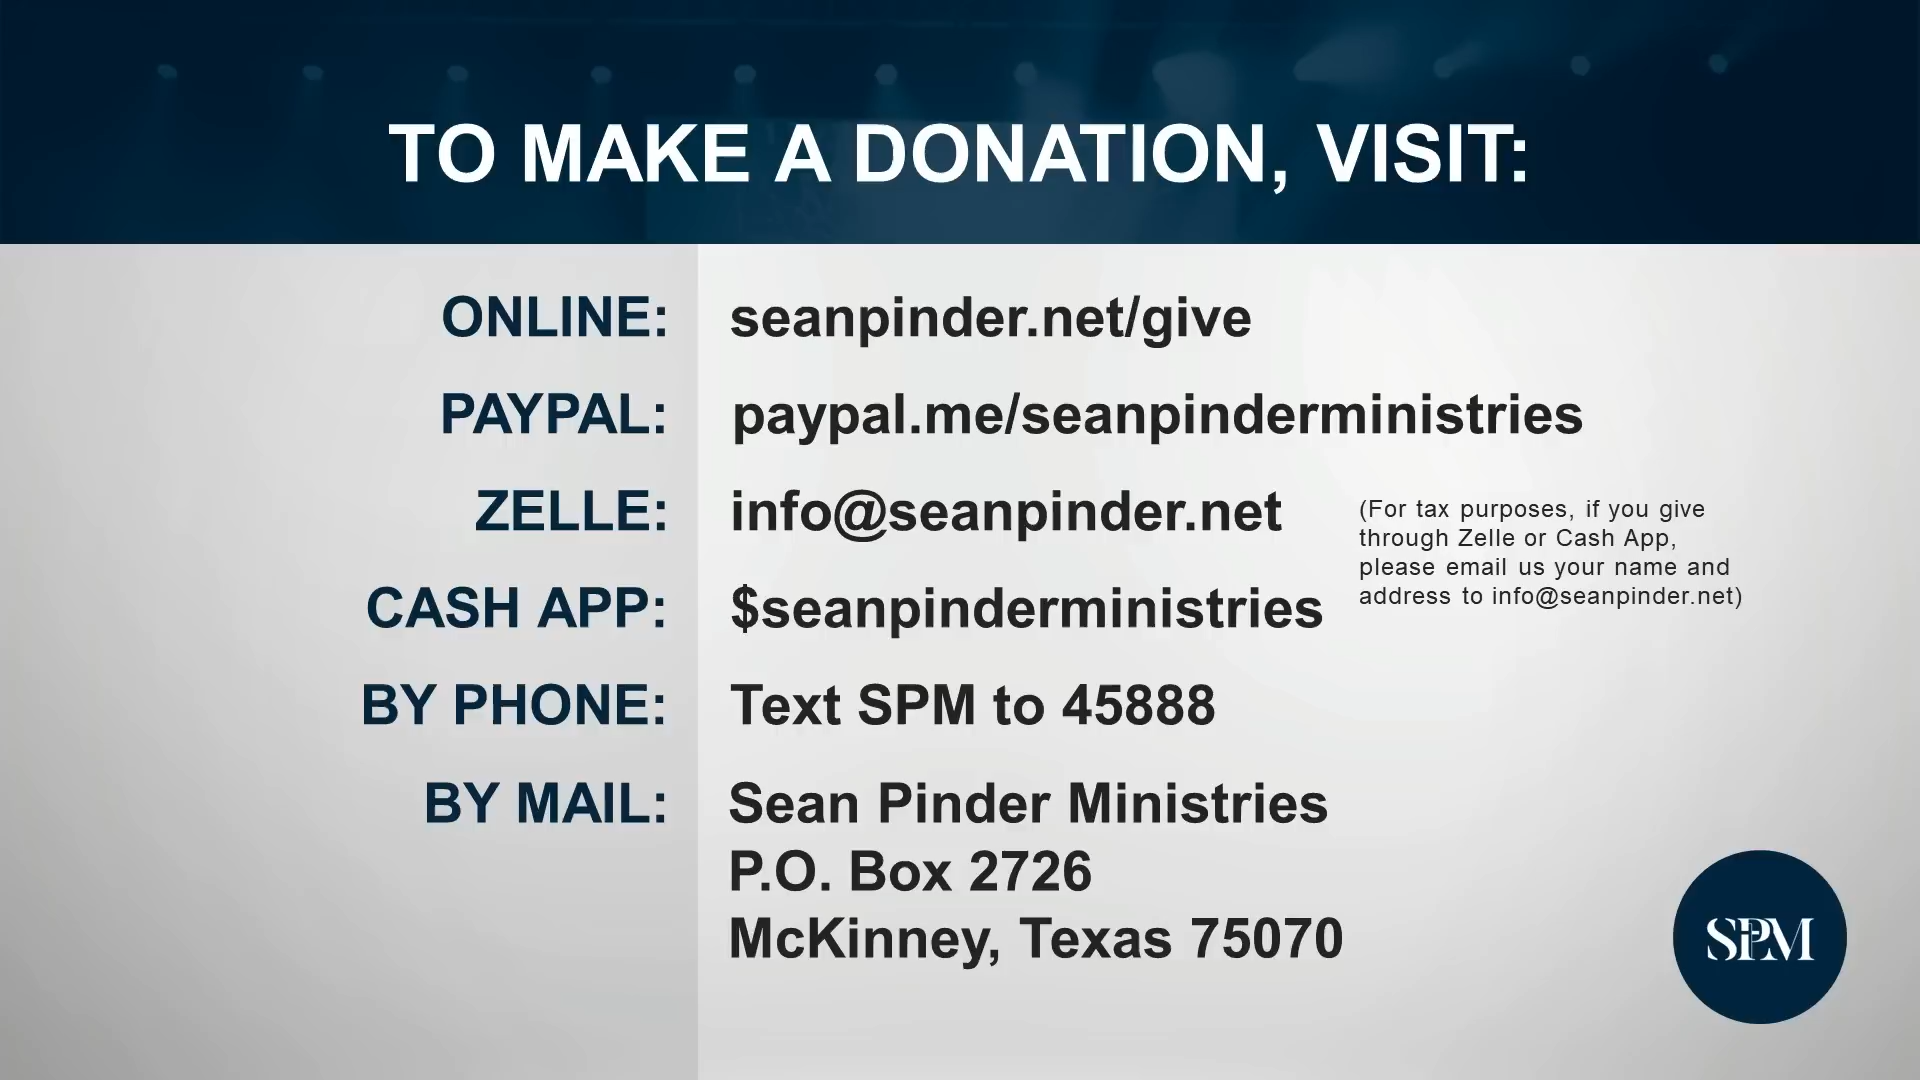 TO MAKE A DONATION, VISIT:
ONLINE: seanpinder.net/give
PAYPAL: paypal.me/seanpinderministries
ZELLE: info@seanpinder.net
CASH APP: $seanpinderministries
(For tax purposes, if you give
through Zelle or Cash App,
please email us your name and
address to info@seanpinder.net)
BY PHONE: Text SPM to 45888
BY MAIL: Sean Pinder Ministries
P.O. Box 2726
McKinney, Texas 75070
SPM